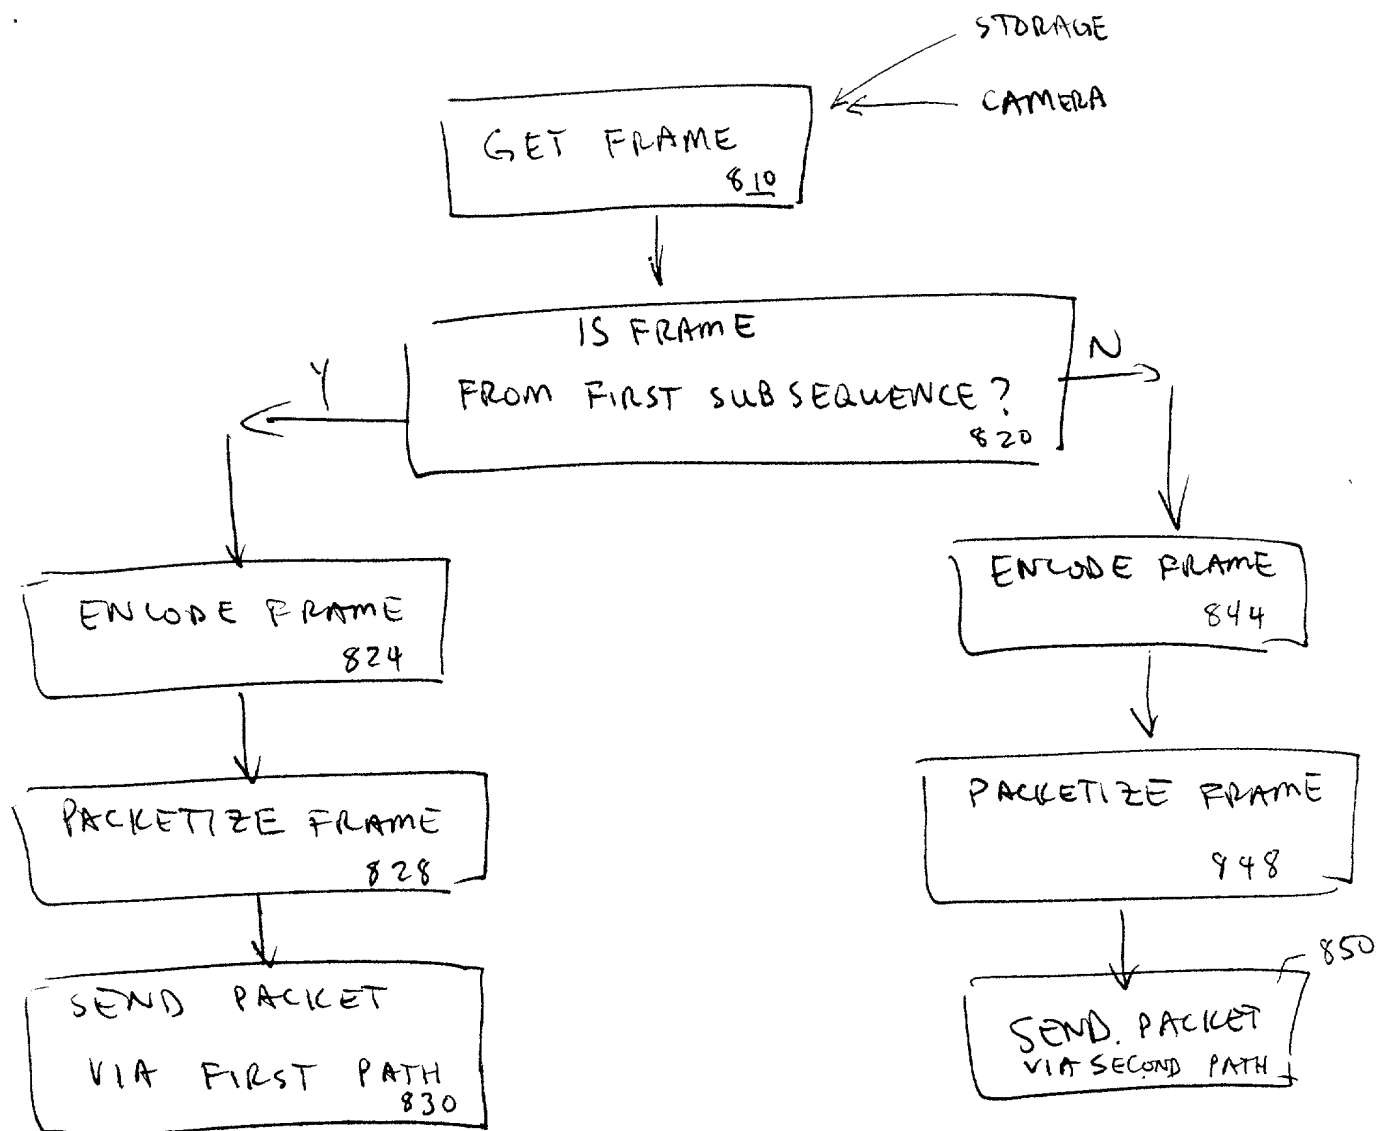 STORAGE
CAMERA
GET FRAME
810
IS FRAME
FROM FIRST SUBSEQUENCE?
820
Y
N
ENCODE FRAME
824
PACKETIZE FRAME
828
SEND PACKET
VIA FIRST PATH
830
ENCODE FRAME
844
PACKETIZE FRAME
848
850
SEND PACKET
VIA SECOND PATH